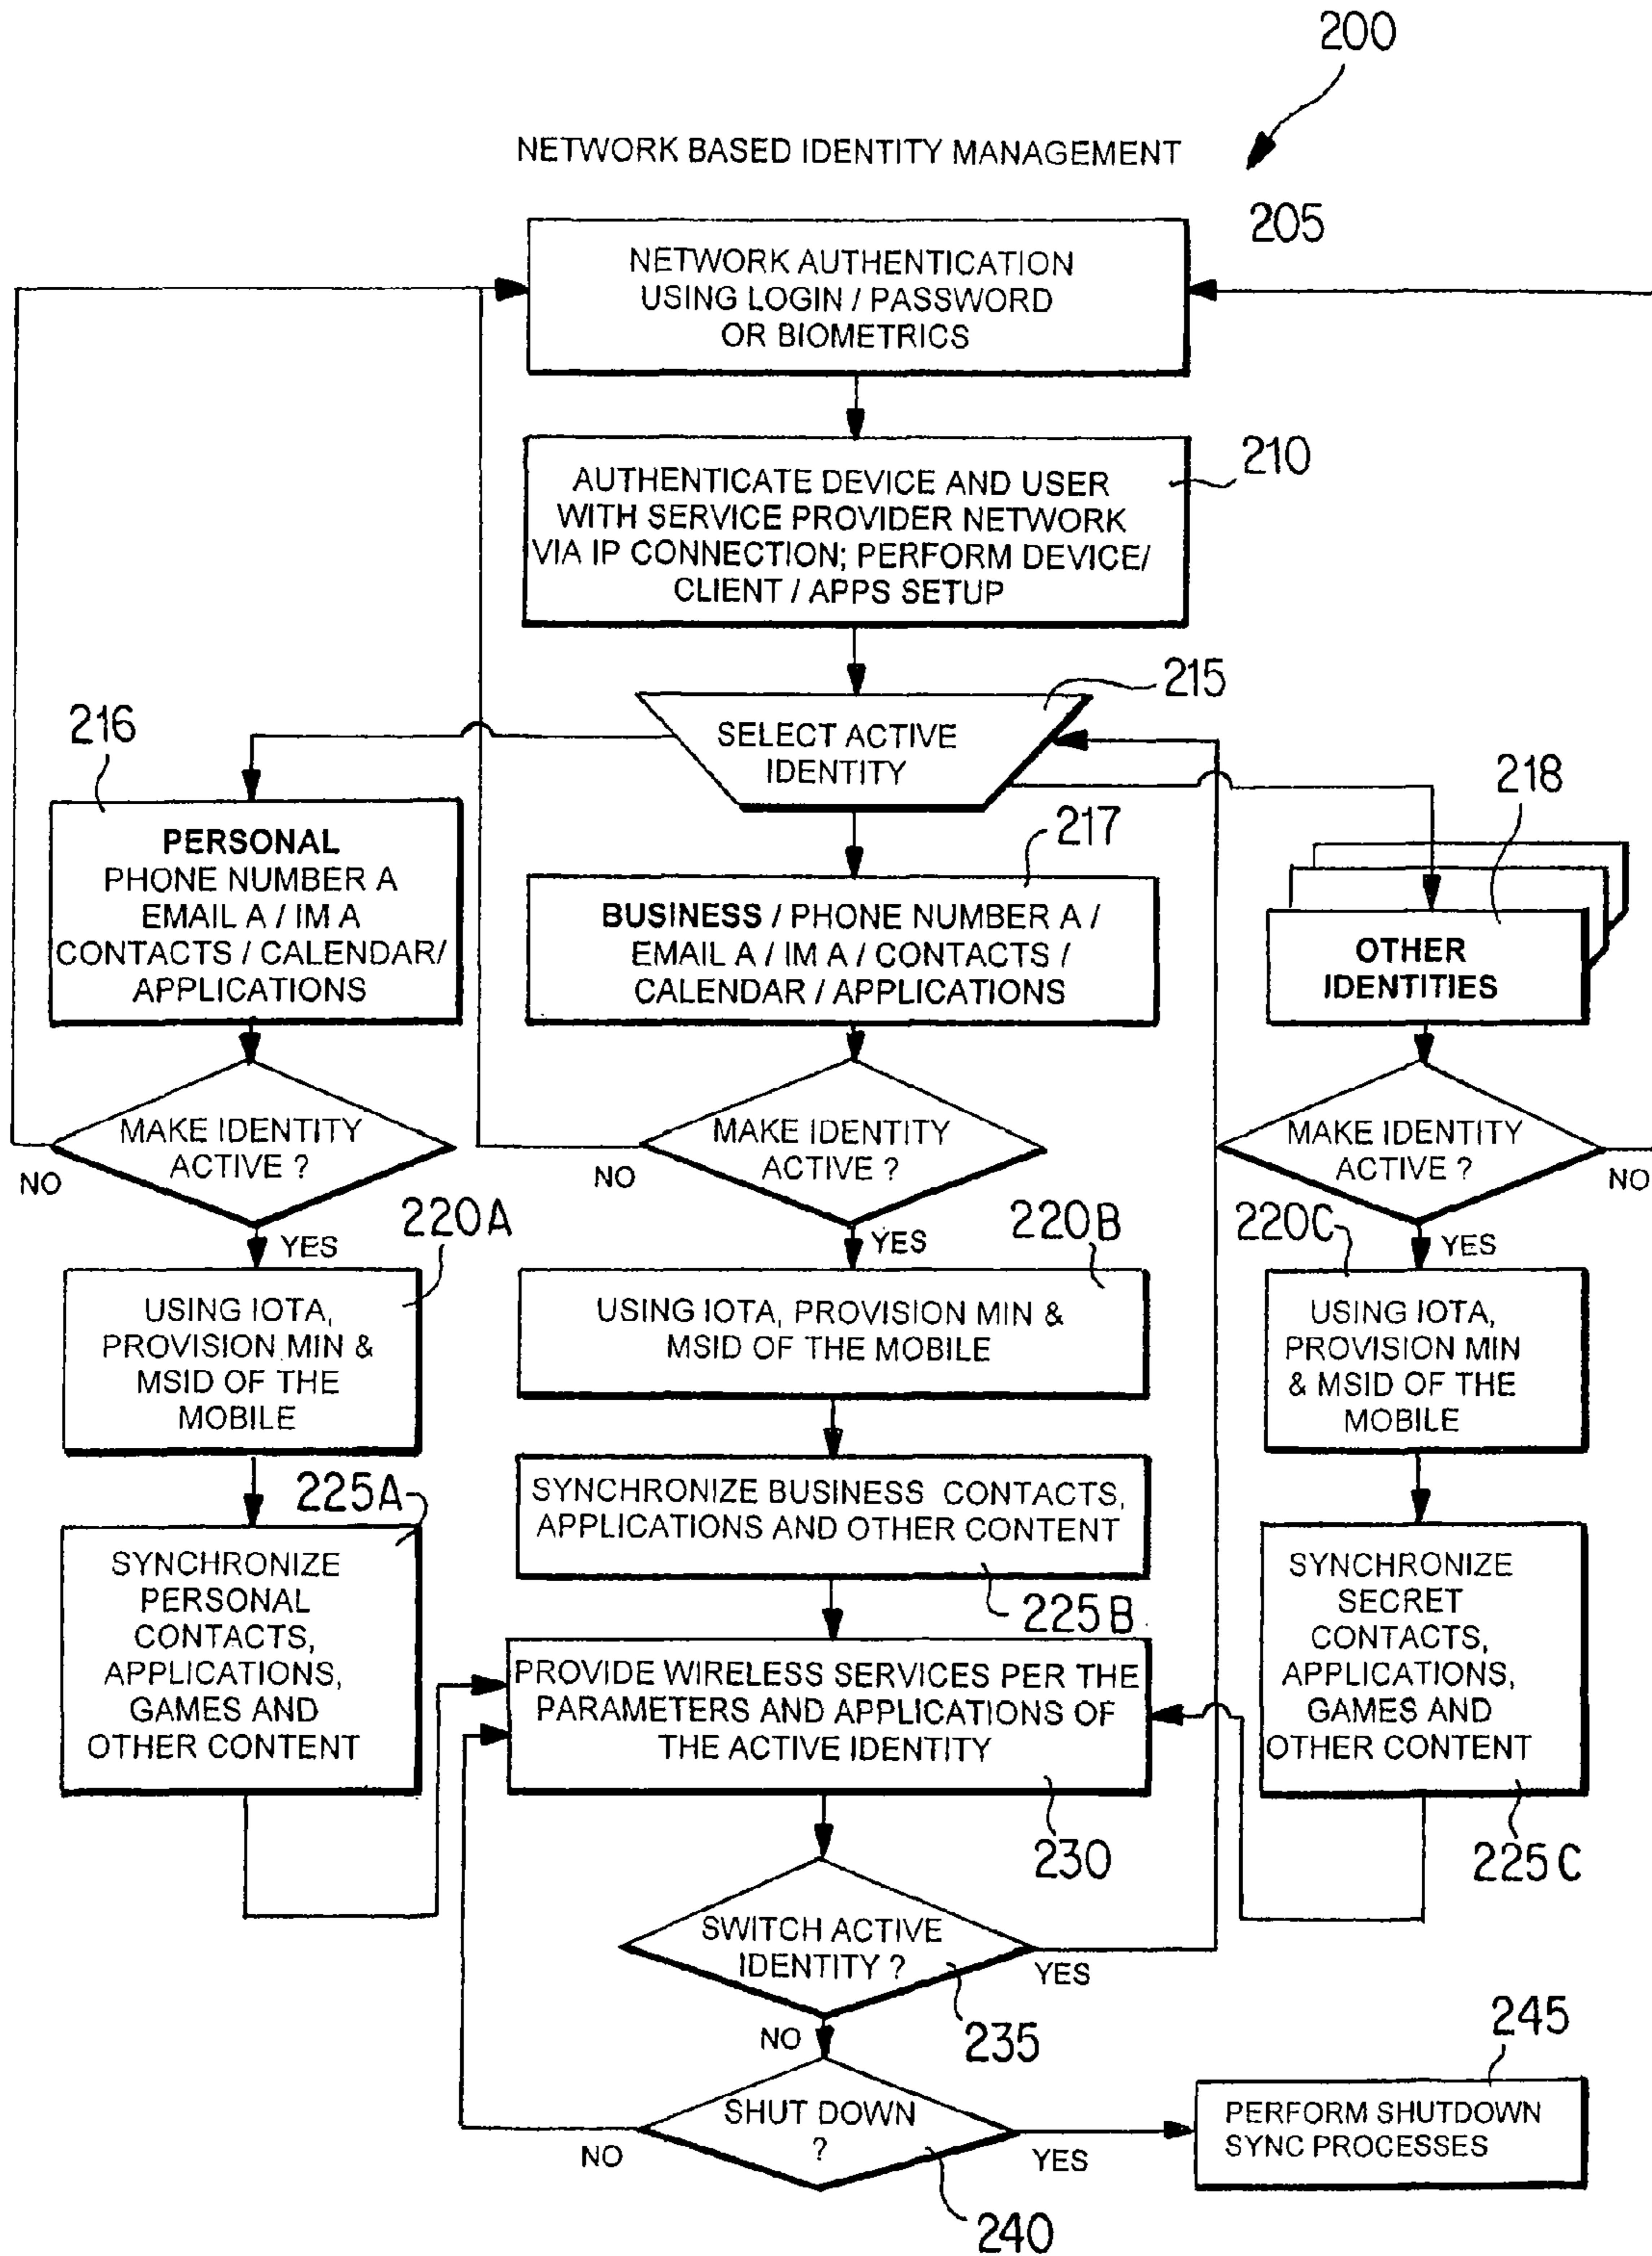 200
NETWORK BASED IDENTITY MANAGEMENT
205
NETWORK AUTHENTICATION
USING LOGIN / PASSWORD
OR BIOMETRICS
210
AUTHENTICATE DEVICE AND USER
WITH SERVICE PROVIDER NETWORK
VIA IP CONNECTION; PERFORM DEVICE/
CLIENT / APPS SETUP
215
SELECT ACTIVE
IDENTITY
216
PERSONAL
PHONE NUMBER A
EMAIL A / IM A
CONTACTS / CALENDAR/
APPLICATIONS
217
BUSINESS / PHONE NUMBER A /
EMAIL A / IM A / CONTACTS /
CALENDAR / APPLICATIONS
218
OTHER
IDENTITIES
MAKE IDENTITY
ACTIVE ?
NO
YES
MAKE IDENTITY
ACTIVE ?
NO
YES
MAKE IDENTITY
ACTIVE ?
NO
YES
220A
USING IOTA,
PROVISION MIN &
MSID OF THE
MOBILE
220B
USING IOTA, PROVISION MIN &
MSID OF THE MOBILE
220C
USING IOTA,
PROVISION MIN
& MSID OF THE
MOBILE
225A
SYNCHRONIZE
PERSONAL
CONTACTS,
APPLICATIONS,
GAMES AND
OTHER CONTENT
SYNCHRONIZE BUSINESS CONTACTS,
APPLICATIONS AND OTHER CONTENT
225B
SYNCHRONIZE
SECRET
CONTACTS,
APPLICATIONS,
GAMES AND
OTHER CONTENT
225C
PROVIDE WIRELESS SERVICES PER THE
PARAMETERS AND APPLICATIONS OF
THE ACTIVE IDENTITY
230
SWITCH ACTIVE
IDENTITY ?
YES
235
NO
SHUT DOWN
?
NO
YES
240
245
PERFORM SHUTDOWN
SYNC PROCESSES